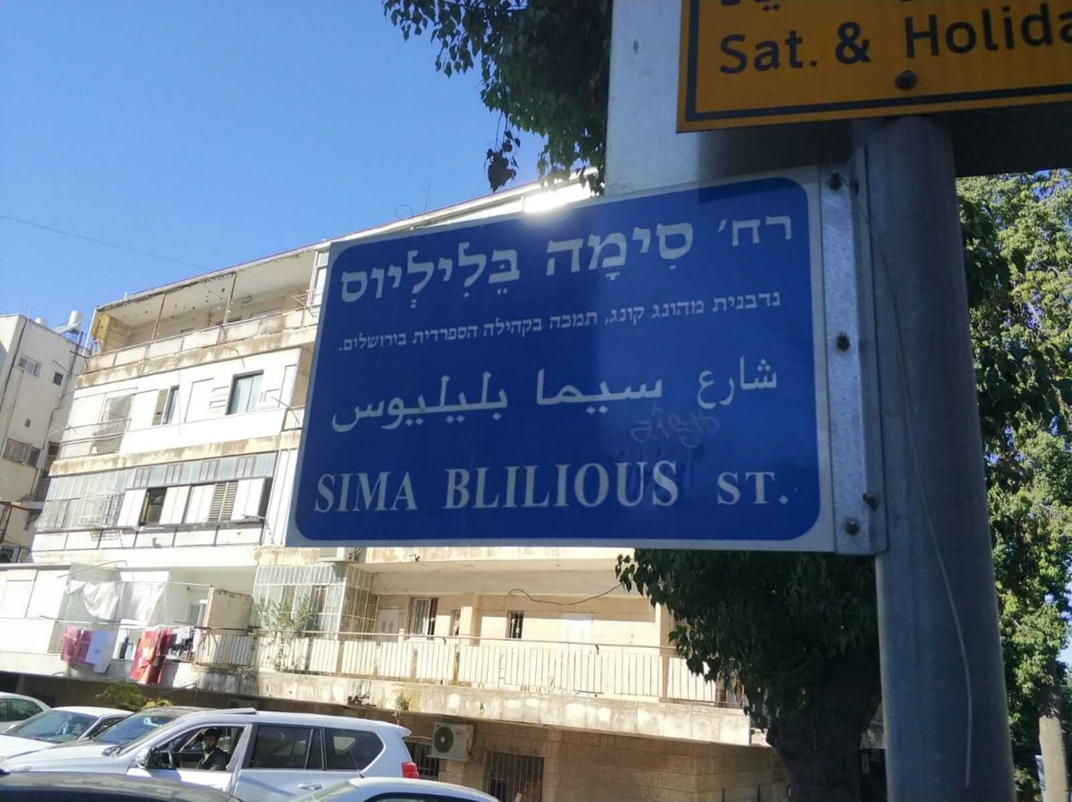 Sat. & Holida
רח' סִימָה בֵּלִילְיוּס
נדבנית מהונג קונג, תמכה בקהילה הספרדית בירושלים.
شارع سيما بليليوس
SIMA BLILIOUS ST.